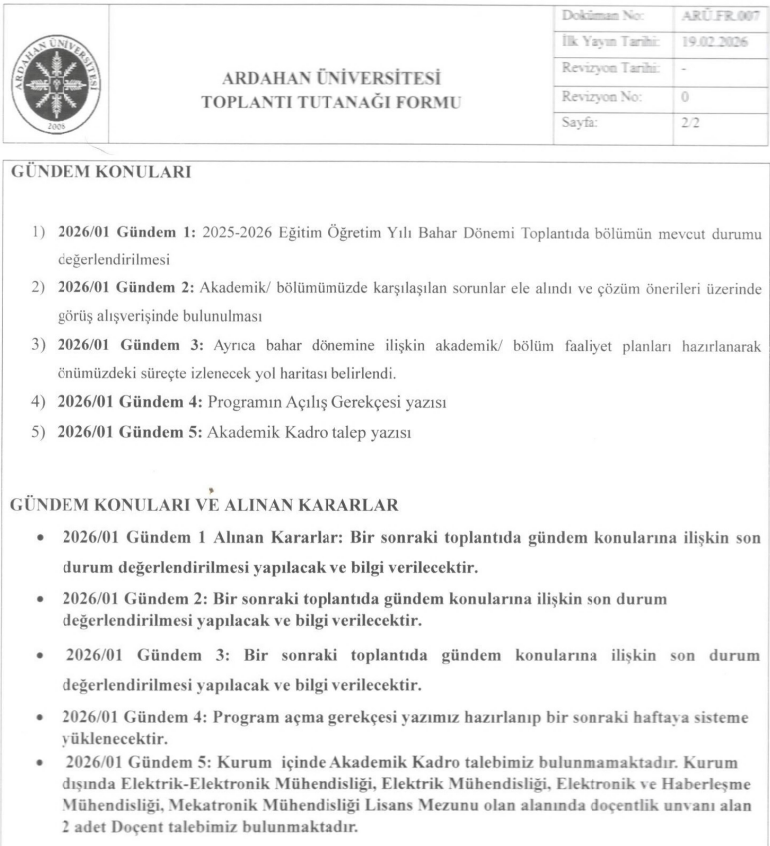 ARDAHAN ÜNİVERSİTESİ
2008
ARDAHAN ÜNİVERSİTESİ
TOPLANTI TUTANAĞI FORMU
Doküman No: ARÜ.FR.007
İlk Yayın Tarihi: 19.02.2026
Revizyon Tarihi: -
Revizyon No: 0
Sayfa: 2/2
GÜNDEM KONULARI
1) 2026/01 Gündem 1: 2025-2026 Eğitim Öğretim Yılı Bahar Dönemi Toplantıda bölümün mevcut durumu
değerlendirilmesi
2) 2026/01 Gündem 2: Akademik/ bölümümüzde karşılaşılan sorunlar ele alındı ve çözüm önerileri üzerinde
görüş alışverişinde bulunulması
3) 2026/01 Gündem 3: Ayrıca bahar dönemine ilişkin akademik/ bölüm faaliyet planları hazırlanarak
önümüzdeki süreçte izlenecek yol haritası belirlendi.
4) 2026/01 Gündem 4: Programın Açılış Gerekçesi yazısı
5) 2026/01 Gündem 5: Akademik Kadro talep yazısı
GÜNDEM KONULARI VE ALINAN KARARLAR
• 2026/01 Gündem 1 Alınan Kararlar: Bir sonraki toplantıda gündem konularına ilişkin son
durum değerlendirilmesi yapılacak ve bilgi verilecektir.
• 2026/01 Gündem 2: Bir sonraki toplantıda gündem konularına ilişkin son durum
değerlendirilmesi yapılacak ve bilgi verilecektir.
• 2026/01 Gündem 3: Bir sonraki toplantıda gündem konularına ilişkin son durum
değerlendirilmesi yapılacak ve bilgi verilecektir.
• 2026/01 Gündem 4: Program açma gerekçesi yazımız hazırlanıp bir sonraki haftaya sisteme
yüklenecektir.
• 2026/01 Gündem 5: Kurum içinde Akademik Kadro talebimiz bulunmamaktadır. Kurum
dışında Elektrik-Elektronik Mühendisliği, Elektrik Mühendisliği, Elektronik ve Haberleşme
Mühendisliği, Mekatronik Mühendisliği Lisans Mezunu olan alanında doçentlik unvanı alan
2 adet Doçent talebimiz bulunmaktadır.